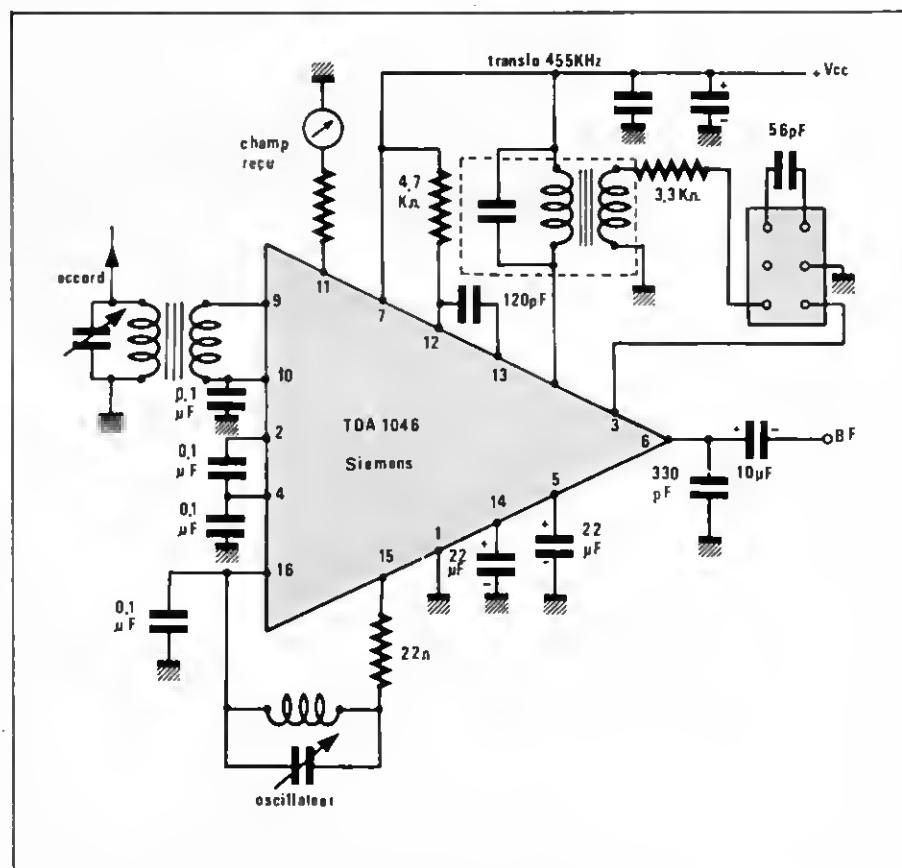 translo 455KHz
+ Vcc
56pF
champ
reçu
4,7
KΩ
3,3KΩ
accord
120pF
11
7
12
13
9
10
0,1
µF
2
TDA 1046
Siemens
3
6
BF
0,1
µF
4
0,1
µF
330
pF
10µF
+
-
16
15
1
14
5
22
µF
+
-
22
µF
+
-
0,1
µF
22Ω
oscillateur
+
-